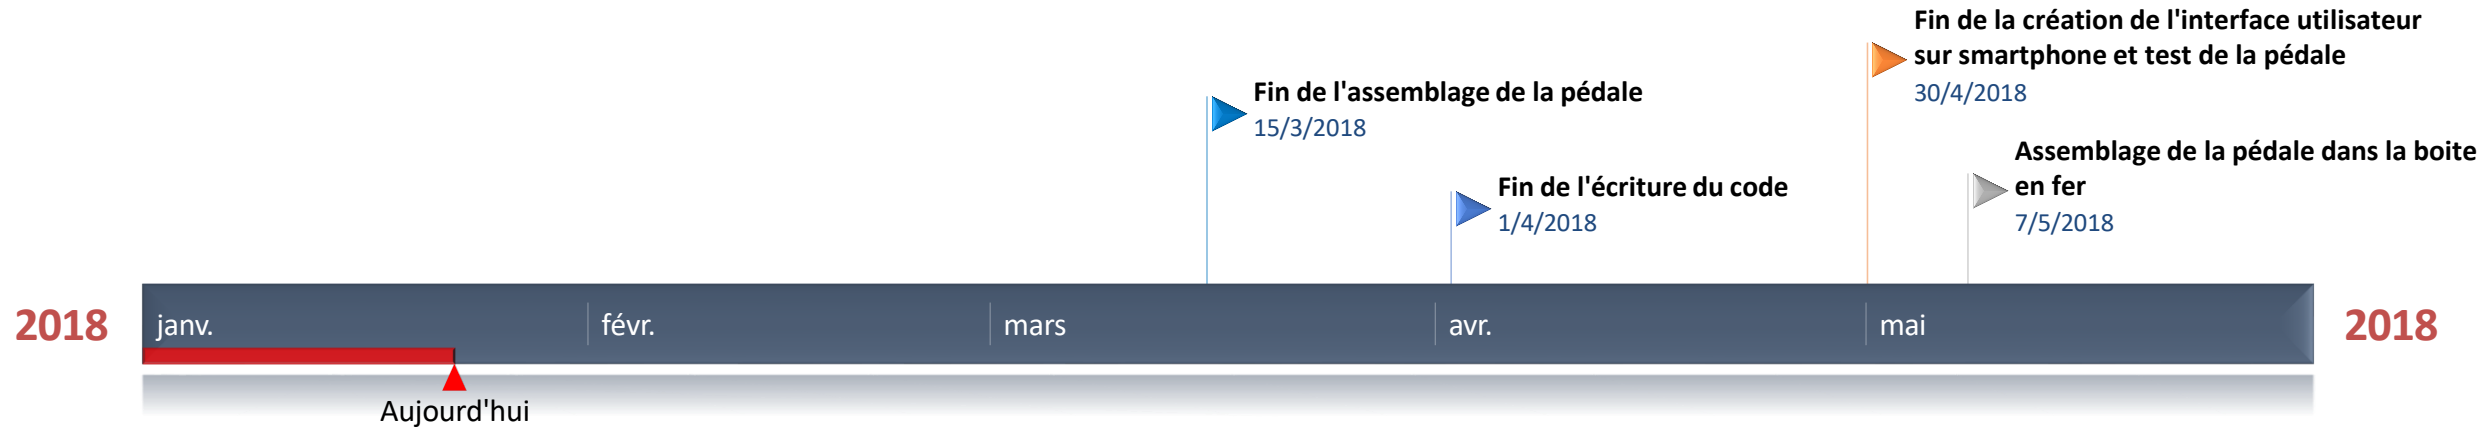 Fin de la création de l'interface utilisateur
sur smartphone et test de la pédale
30/4/2018
Fin de l'assemblage de la pédale
15/3/2018
Assemblage de la pédale dans la boite
en fer
7/5/2018
Fin de l'écriture du code
1/4/2018
2018
janv.
févr.
mars
avr.
mai
2018
Aujourd'hui